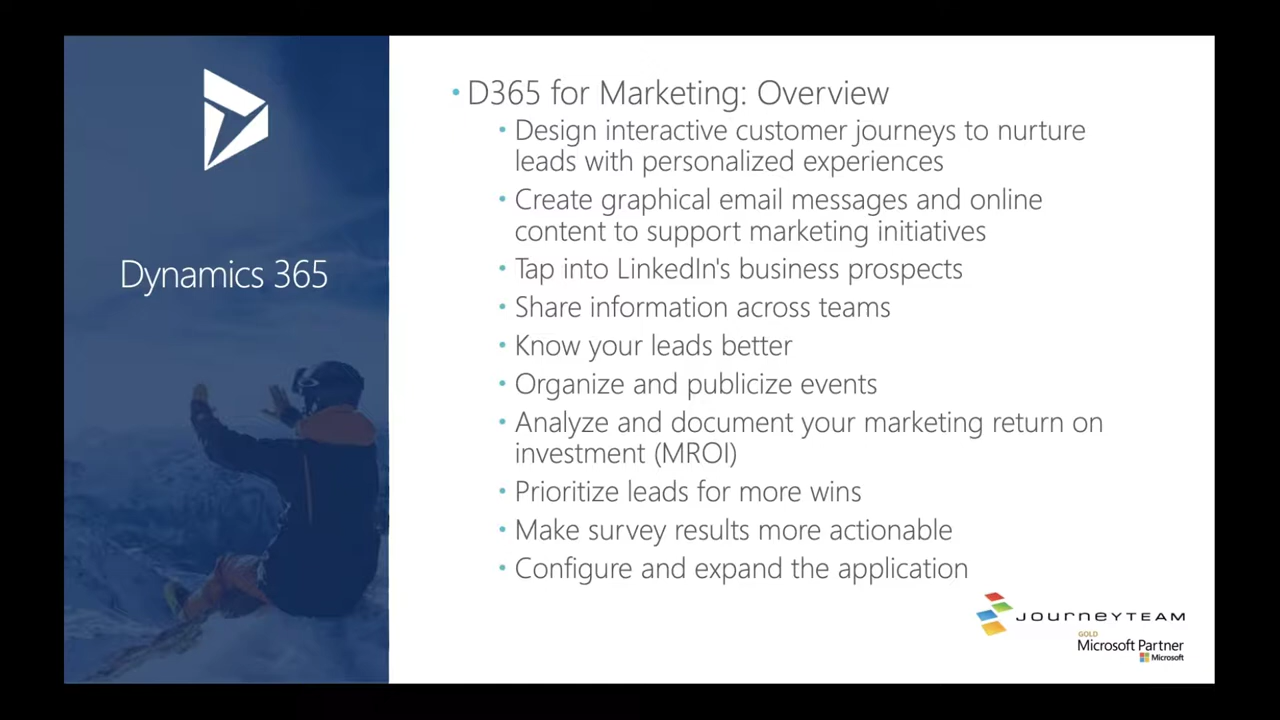 Dynamics 365
• D365 for Marketing: Overview
• Design interactive customer journeys to nurture
leads with personalized experiences
• Create graphical email messages and online
content to support marketing initiatives
• Tap into LinkedIn's business prospects
• Share information across teams
• Know your leads better
• Organize and publicize events
• Analyze and document your marketing return on
investment (MROI)
• Prioritize leads for more wins
• Make survey results more actionable
• Configure and expand the application
JOURNEYTEAM
GOLD
Microsoft Partner
Microsoft